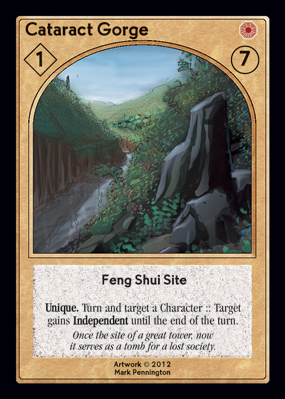 Cataract Gorge
1
7
Feng Shui Site
Unique. Turn and target a Character :: Target
gains Independent until the end of the turn.
Once the site of a great tower, now
it serves as a tomb for a lost society.
Artwork © 2012
Mark Pennington